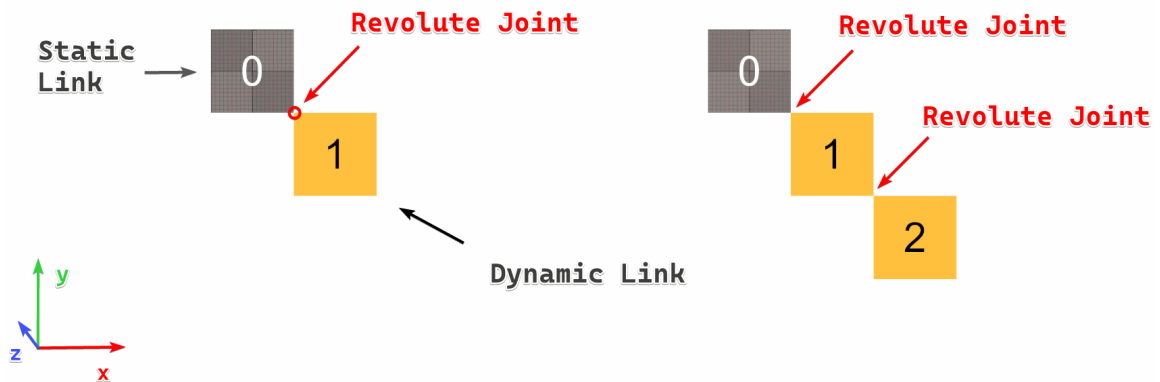 Revolute Joint
Revolute Joint
Static
Link
0
0
Revolute Joint
1
1
2
Dynamic Link
y
z
x